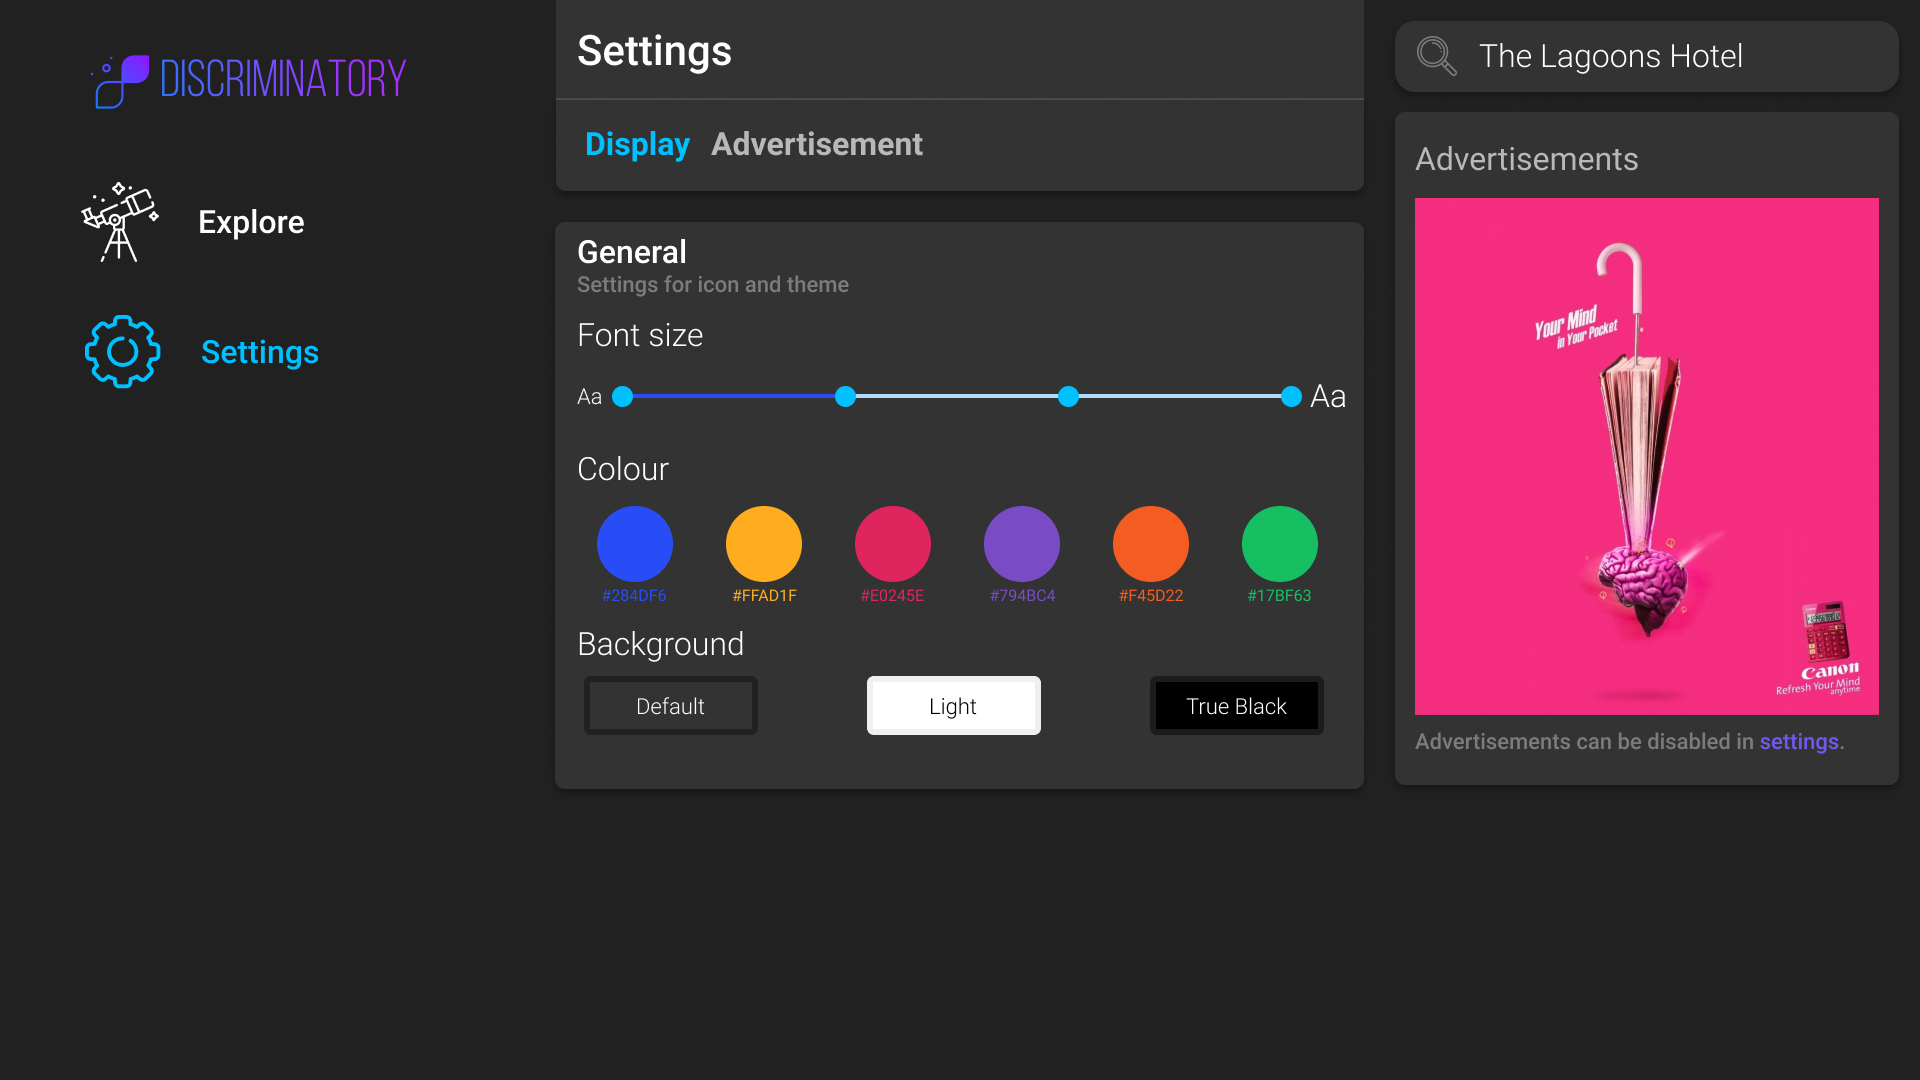 DISCRIMINATORY
Explore
Settings
Settings
Display Advertisement
General
Settings for icon and theme
Font size
Aa Aa
Colour
#284DF6 #FFAD1F #E0245E #794BC4 #F45D22 #17BF63
Background
Default Light True Black
The Lagoons Hotel
Advertisements
Your Mind
in Your Pocket
Canon
Refresh Your Mind
anytime
Advertisements can be disabled in settings.